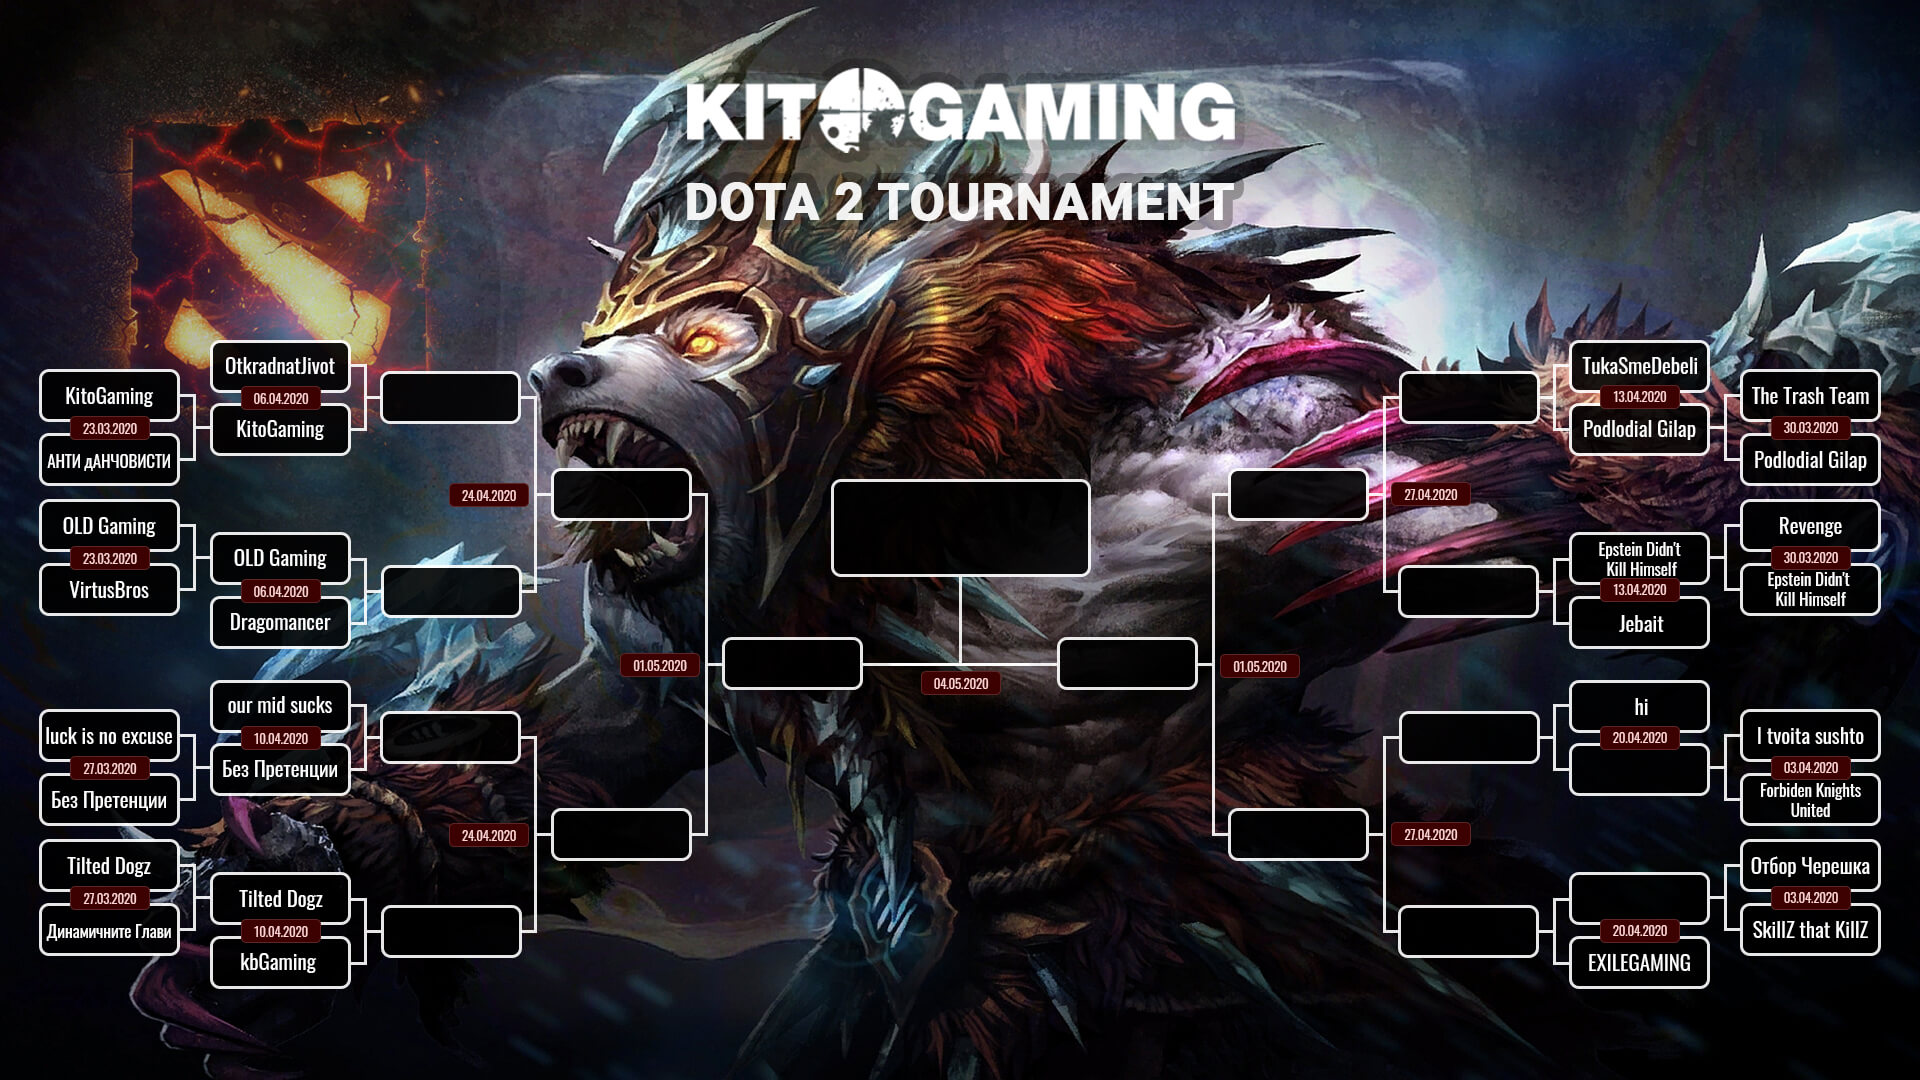 KITOGAMING
DOTA 2 TOURNAMENT
KitoGaming
23.03.2020
АНТИ дАНЧОВИСТИ
OLD Gaming
23.03.2020
VirtusBros
luck is no excuse
27.03.2020
Без Претенции
Tilted Dogz
27.03.2020
Динамичните Глави
OtkradnatJivot
06.04.2020
KitoGaming
OLD Gaming
06.04.2020
Dragomancer
our mid sucks
10.04.2020
Без Претенции
Tilted Dogz
10.04.2020
kbGaming
24.04.2020
24.04.2020
01.05.2020
04.05.2020
01.05.2020
27.04.2020
27.04.2020
TukaSmeDebeli
13.04.2020
Podlodial Gilap
Epstein Didn't
Kill Himself
13.04.2020
Jebait
hi
20.04.2020
20.04.2020
EXILEGAMING
The Trash Team
30.03.2020
Podlodial Gilap
Revenge
30.03.2020
Epstein Didn't
Kill Himself
I tvoita sushto
03.04.2020
Forbiden Knights
United
Отбор Черешка
03.04.2020
SkillZ that KillZ